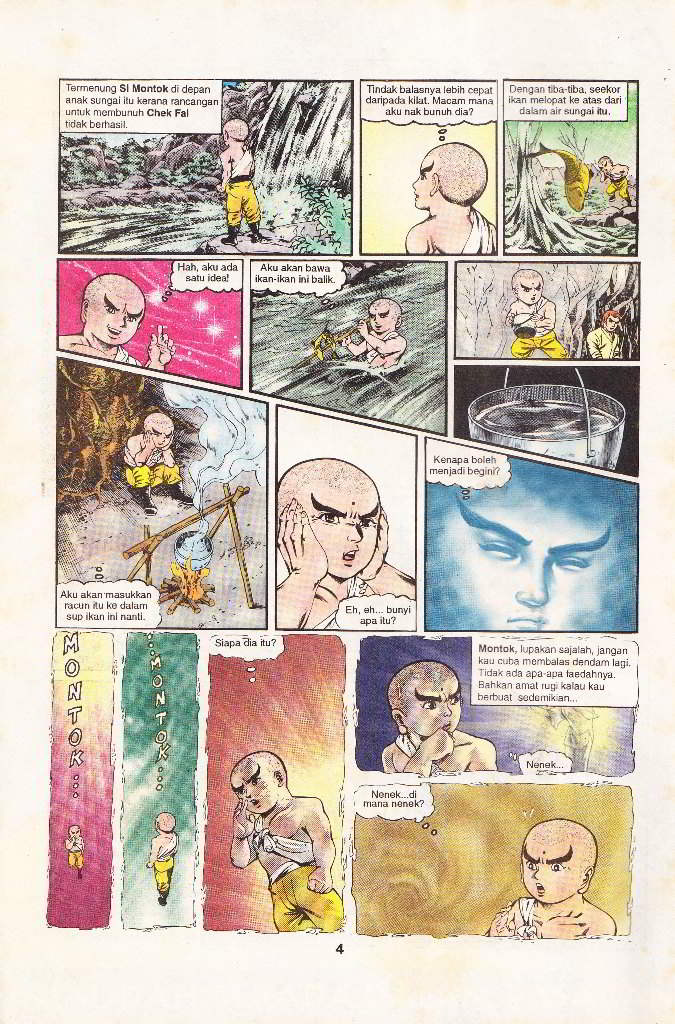 Termenung SI Montok di depan
anak sungai itu kerana rancangan
untuk membunuh Chek Fai
tidak berhasil.
Tindak balasnya lebih cepat
daripada kilat. Macam mana
aku nak bunuh dia?
Dengan tiba-tiba, seekor
ikan melopat ke atas dari
dalam air sungai itu.
Hah, aku ada
satu idea!
Aku akan bawa
ikan-ikan ini balik.
Aku akan masukkan
racun itu ke dalam
sup ikan ini nanti.
Eh, eh... bunyi
apa itu?
Kenapa boleh
menjadi begini?
MONTOK...
...MONTOK...
Siapa dia itu?
Montok, lupakan sajalah, jangan
kau cuba membalas dendam lagi.
Tidak ada apa-apa faedahnya.
Bahkan amat rugi kalau kau
berbuat sedemikian...
Nenek...
Nenek...di
mana nenek?
4